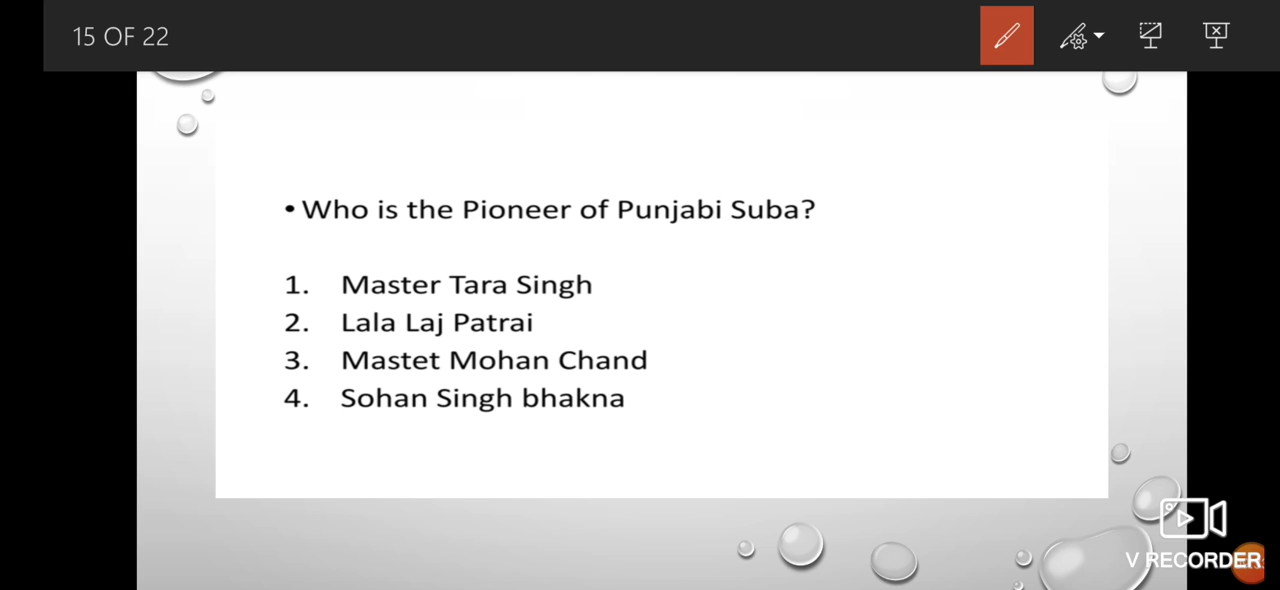 15 OF 22
• Who is the Pioneer of Punjabi Suba?
1. Master Tara Singh
2. Lala Laj Patrai
3. Mastet Mohan Chand
4. Sohan Singh bhakna
V RECORDER